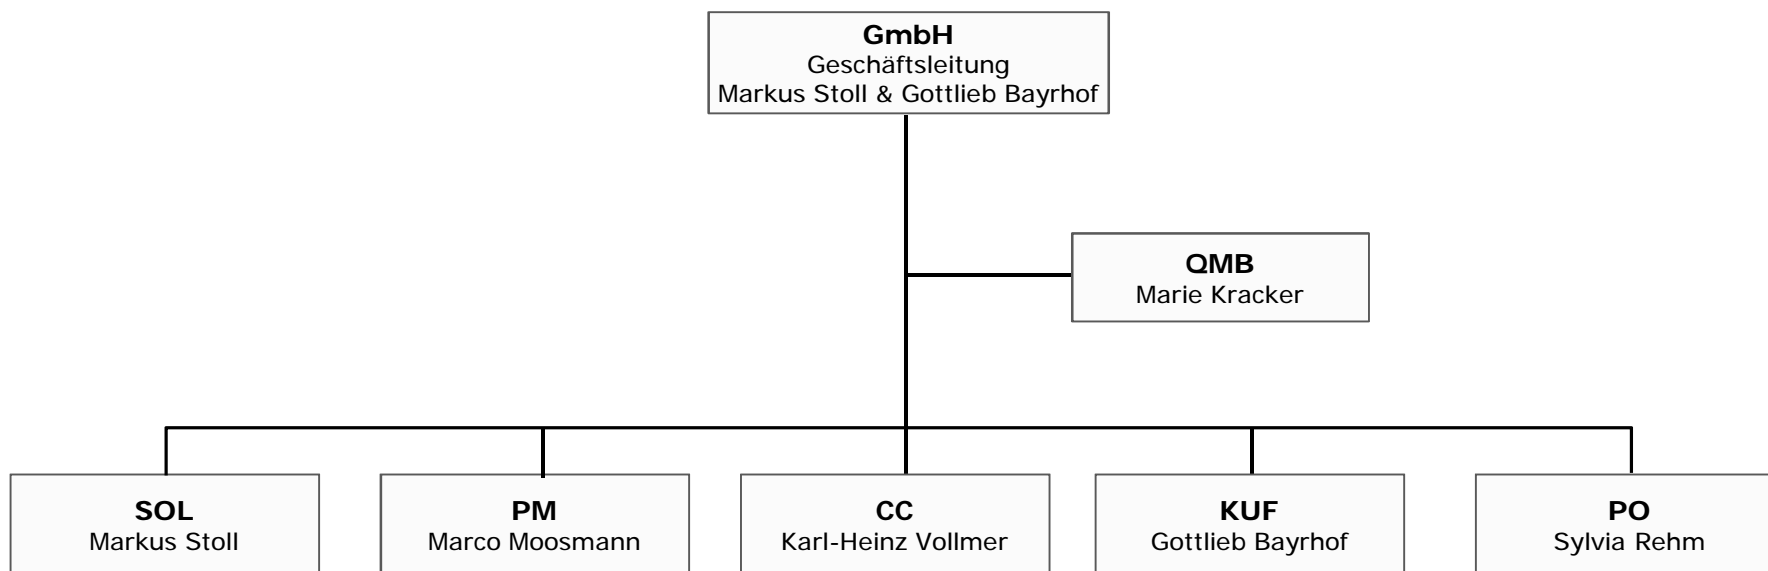 GmbH
Geschäftsleitung
Markus Stoll & Gottlieb Bayrhof
QMB
Marie Kracker
SOL
Markus Stoll
PM
Marco Moosmann
CC
Karl-Heinz Vollmer
KUF
Gottlieb Bayrhof
PO
Sylvia Rehm